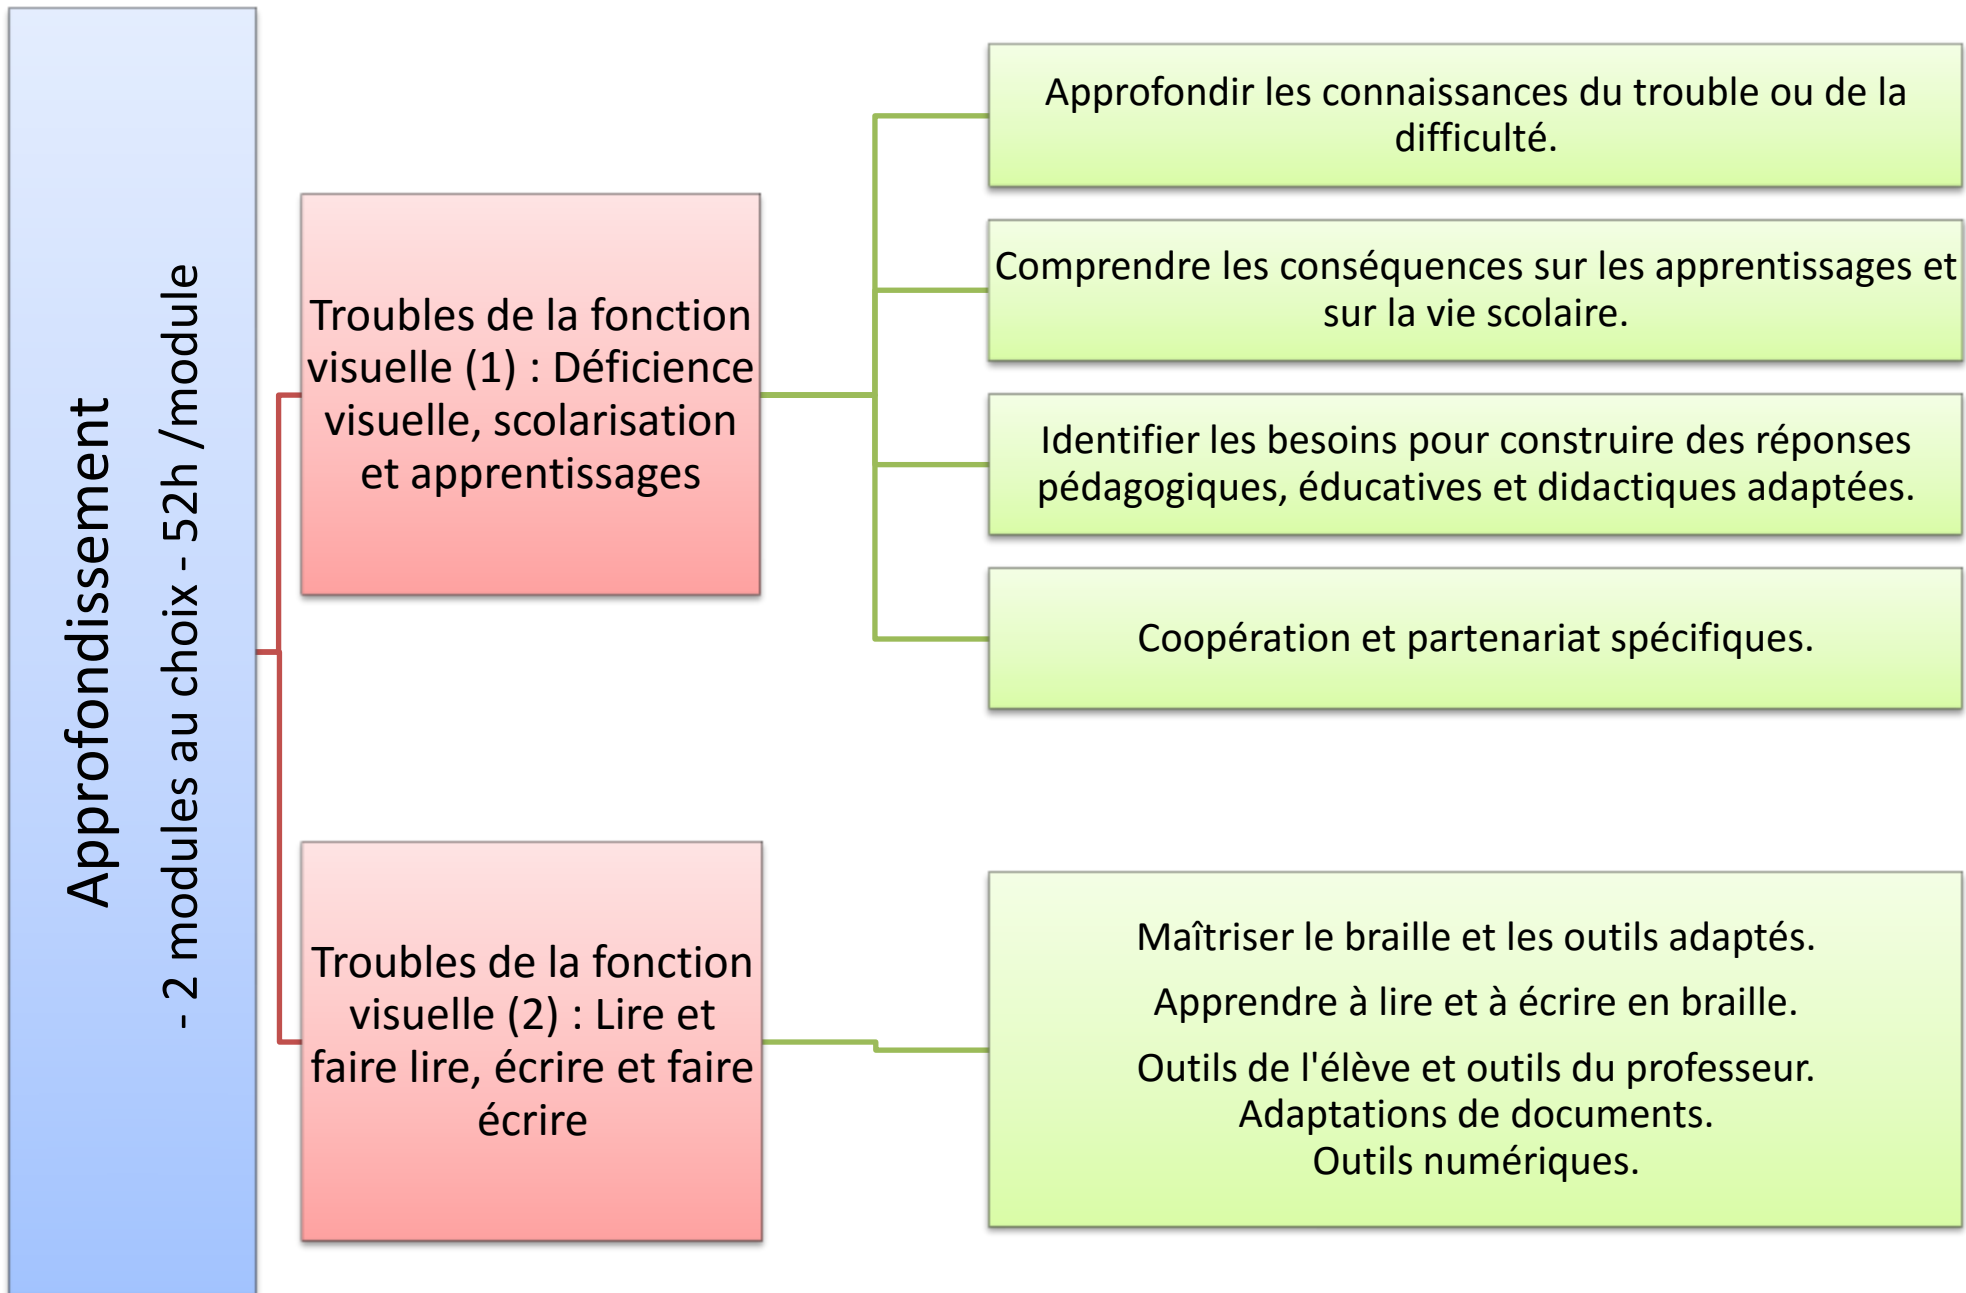 Approfondissement
- 2 modules au choix - 52h /module
Troubles de la fonction
visuelle (1) : Déficience
visuelle, scolarisation
et apprentissages
Approfondir les connaissances du trouble ou de la
difficulté.
Comprendre les conséquences sur les apprentissages et
sur la vie scolaire.
Identifier les besoins pour construire des réponses
pédagogiques, éducatives et didactiques adaptées.
Coopération et partenariat spécifiques.
Troubles de la fonction
visuelle (2) : Lire et
faire lire, écrire et faire
écrire
Maîtriser le braille et les outils adaptés.
Apprendre à lire et à écrire en braille.
Outils de l'élève et outils du professeur.
Adaptations de documents.
Outils numériques.